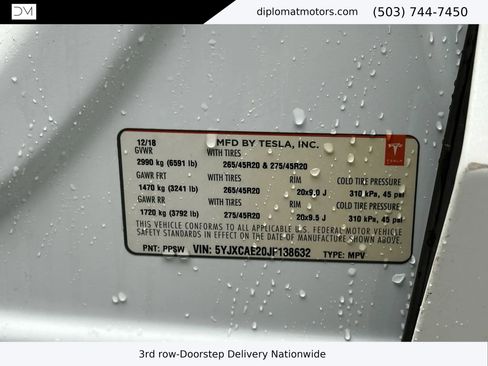 DM
diplomatmotors.com
(503) 744-7450
12/18
MFD BY TESLA, INC.
GVWR
WITH TIRES
2990 kg (6591 lb)
265/45R20 & 275/45R20
GAWR FRT
WITH TIRES
RIM
COLD TIRE PRESSURE
1470 kg (3241 lb)
265/45R20
20x9.0 J
310 kPa, 45 psi
GAWR RR
WITH TIRES
RIM
COLD TIRE PRESSURE
1720 kg (3792 lb)
275/45R20
20x9.5 J
310 kPa, 45 psi
THIS VEHICLE CONFORMS TO ALL APPLICABLE U.S. FEDERAL MOTOR VEHICLE
SAFETY STANDARDS IN EFFECT ON THE DATE OF MANUFACTURE SHOWN ABOVE.
PNT: PPSW
VIN: 5YJXCAE20JF138632
TYPE: MPV
TESLA
3rd row-Doorstep Delivery Nationwide